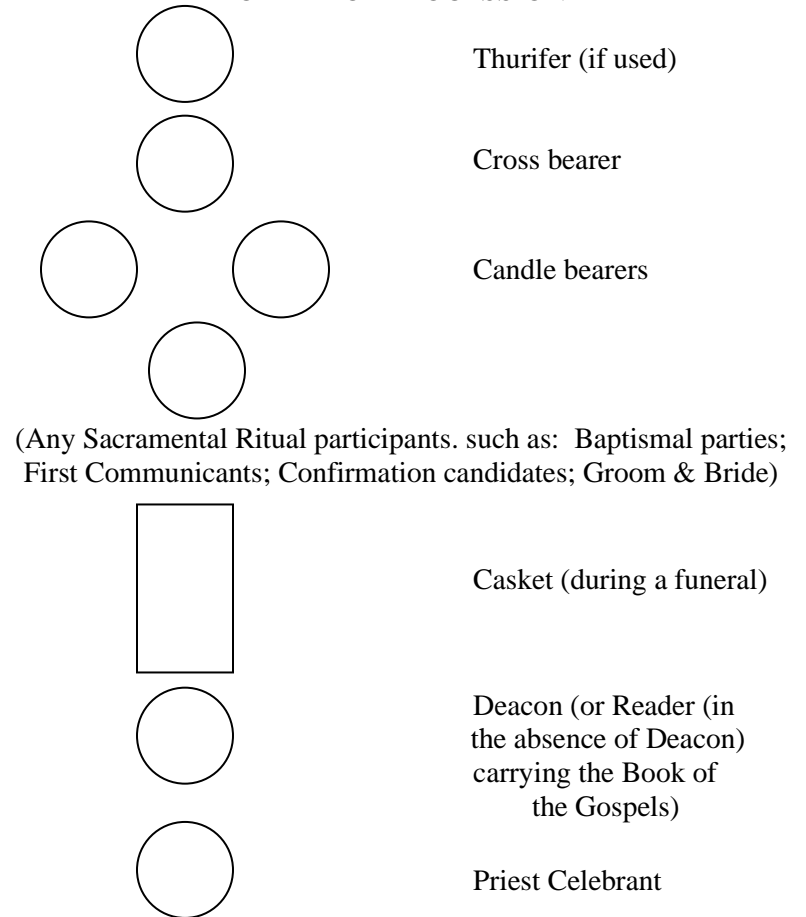 Thurifer (if used)
Cross bearer
Candle bearers
(Any Sacramental Ritual participants. such as: Baptismal parties;
First Communicants; Confirmation candidates; Groom & Bride)
Casket (during a funeral)
Deacon (or Reader (in
the absence of Deacon)
carrying the Book of
the Gospels)
Priest Celebrant